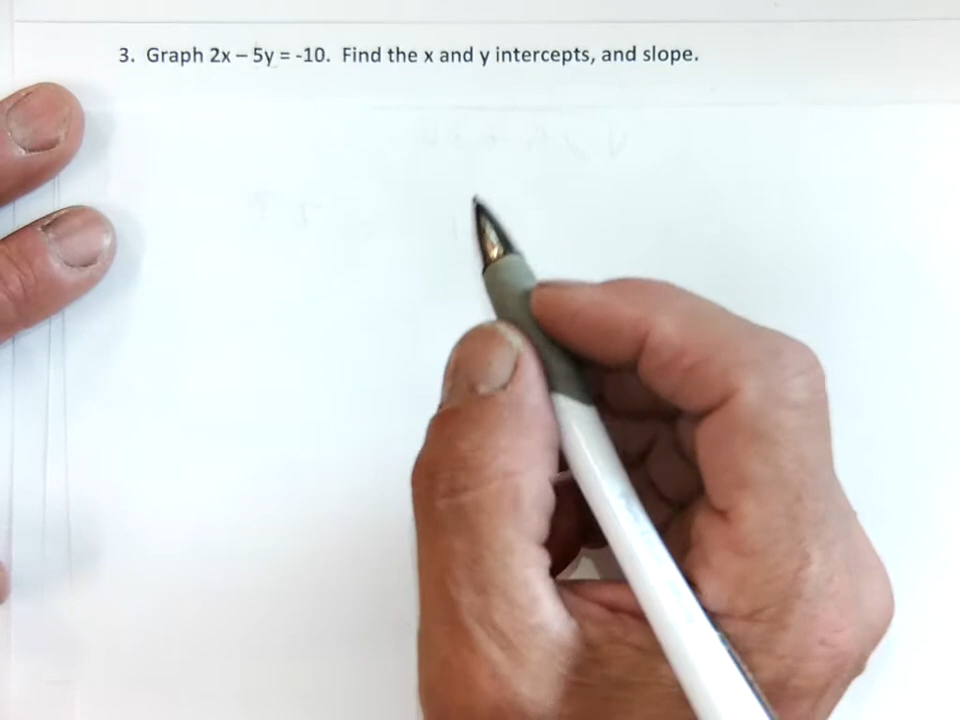 3. Graph 2x – 5y = -10. Find the x and y intercepts, and slope.